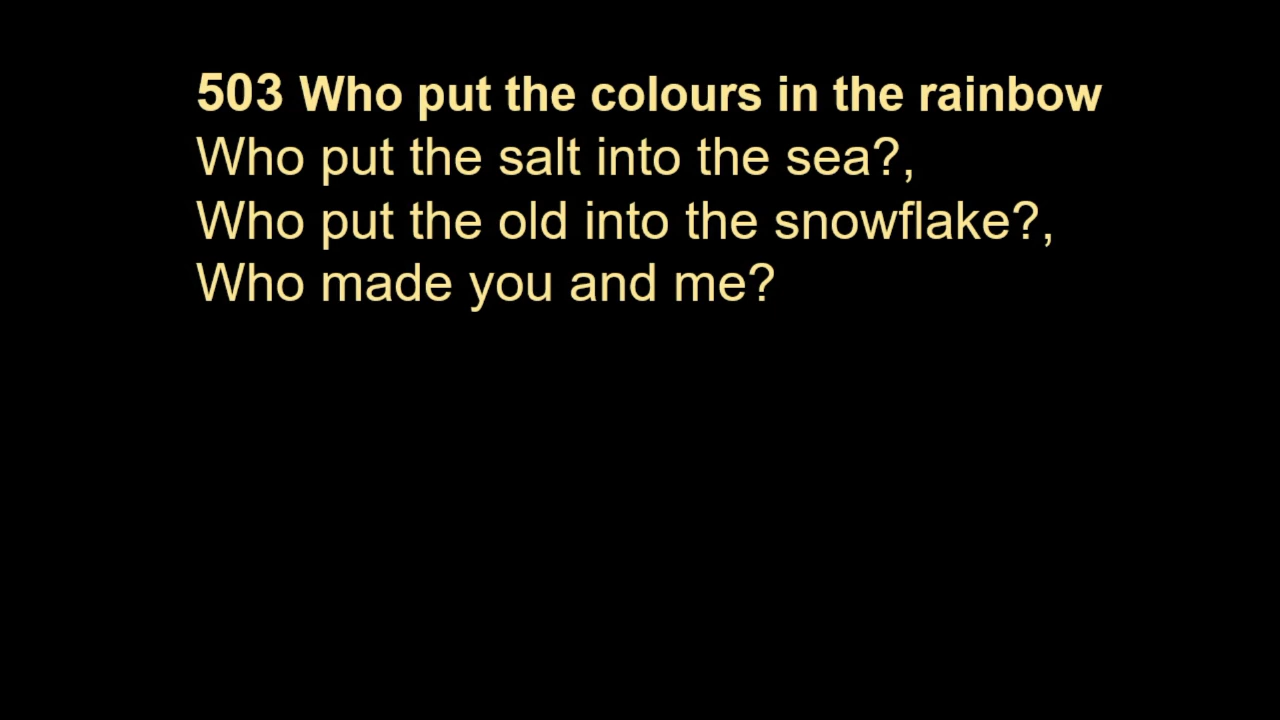 503 Who put the colours in the rainbow
Who put the salt into the sea?,
Who put the old into the snowflake?,
Who made you and me?